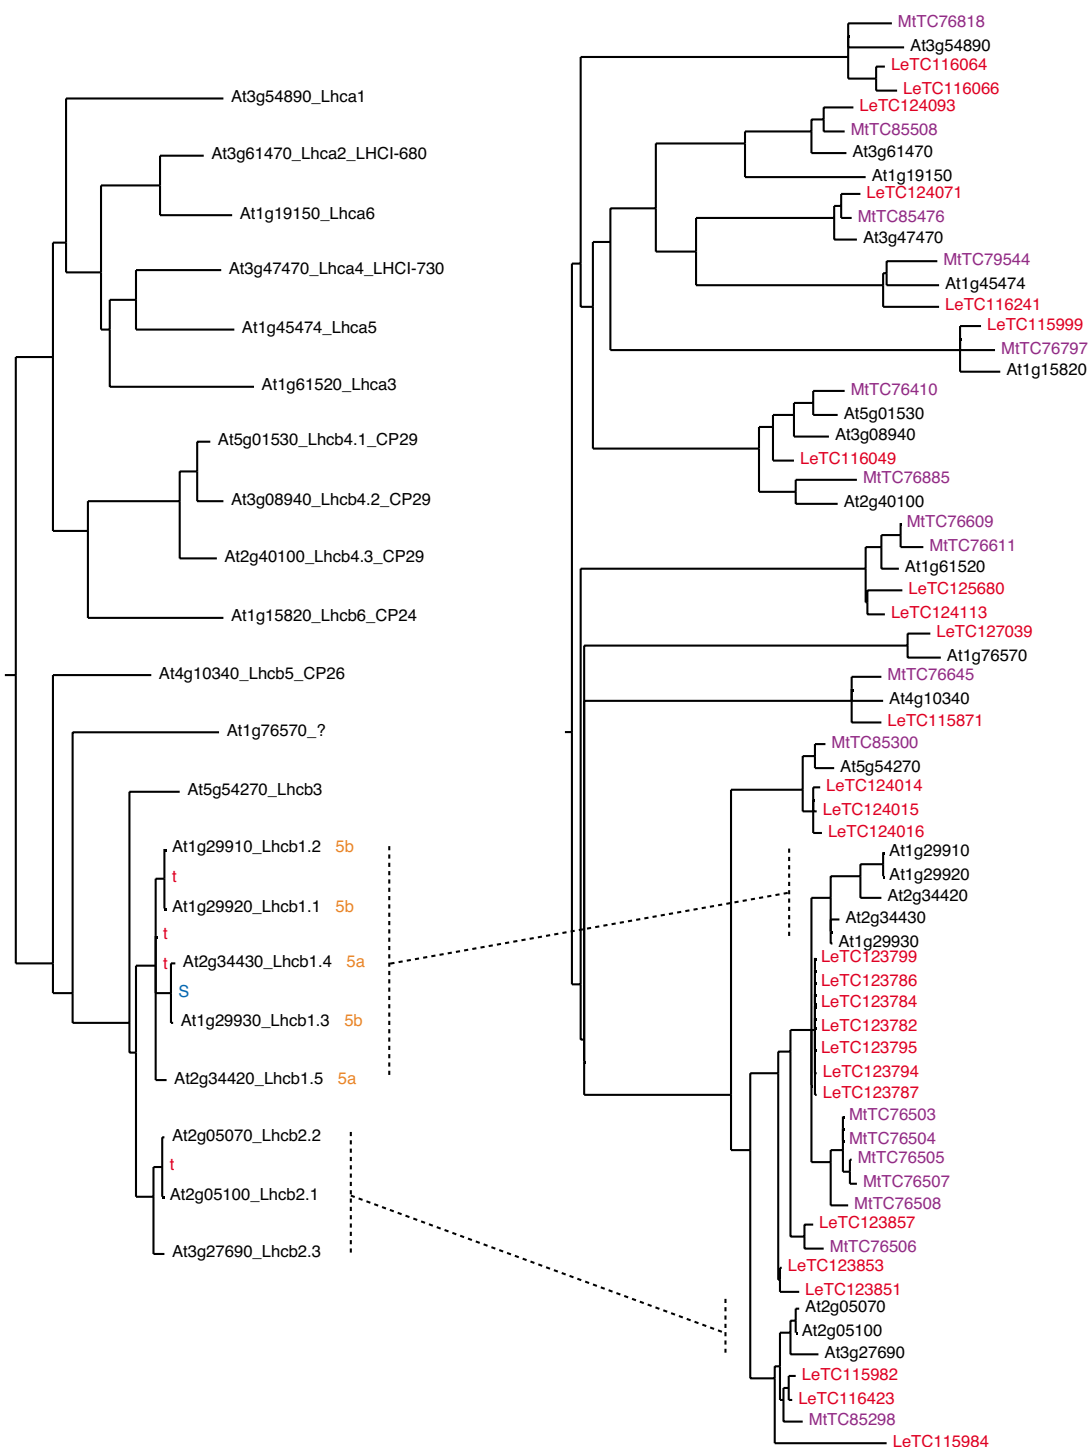 At3g54890_Lhca1
At3g61470_Lhca2_LHCI-680
At1g19150_Lhca6
At3g47470_Lhca4_LHCI-730
At1g45474_Lhca5
At1g61520_Lhca3
At5g01530_Lhcb4.1_CP29
At3g08940_Lhcb4.2_CP29
At2g40100_Lhcb4.3_CP29
At1g15820_Lhcb6_CP24
At4g10340_Lhcb5_CP26
At1g76570_?
At5g54270_Lhcb3
At1g29910_Lhcb1.2 5b
t
At1g29920_Lhcb1.1 5b
t
t
At2g34430_Lhcb1.4 5a
S
At1g29930_Lhcb1.3 5b
At2g34420_Lhcb1.5 5a
At2g05070_Lhcb2.2
t
At2g05100_Lhcb2.1
At3g27690_Lhcb2.3
MtTC76818
At3g54890
LeTC116064
LeTC116066
LeTC124093
MtTC85508
At3g61470
At1g19150
LeTC124071
MtTC85476
At3g47470
MtTC79544
At1g45474
LeTC116241
LeTC115999
MtTC76797
At1g15820
MtTC76410
At5g01530
At3g08940
LeTC116049
MtTC76885
At2g40100
MtTC76609
MtTC76611
At1g61520
LeTC125680
LeTC124113
LeTC127039
At1g76570
MtTC76645
At4g10340
LeTC115871
MtTC85300
At5g54270
LeTC124014
LeTC124015
LeTC124016
At1g29910
At1g29920
At2g34420
At2g34430
At1g29930
LeTC123799
LeTC123786
LeTC123784
LeTC123782
LeTC123795
LeTC123794
LeTC123787
MtTC76503
MtTC76504
MtTC76505
MtTC76507
MtTC76508
LeTC123857
MtTC76506
LeTC123853
LeTC123851
At2g05070
At2g05100
At3g27690
LeTC115982
LeTC116423
MtTC85298
LeTC115984